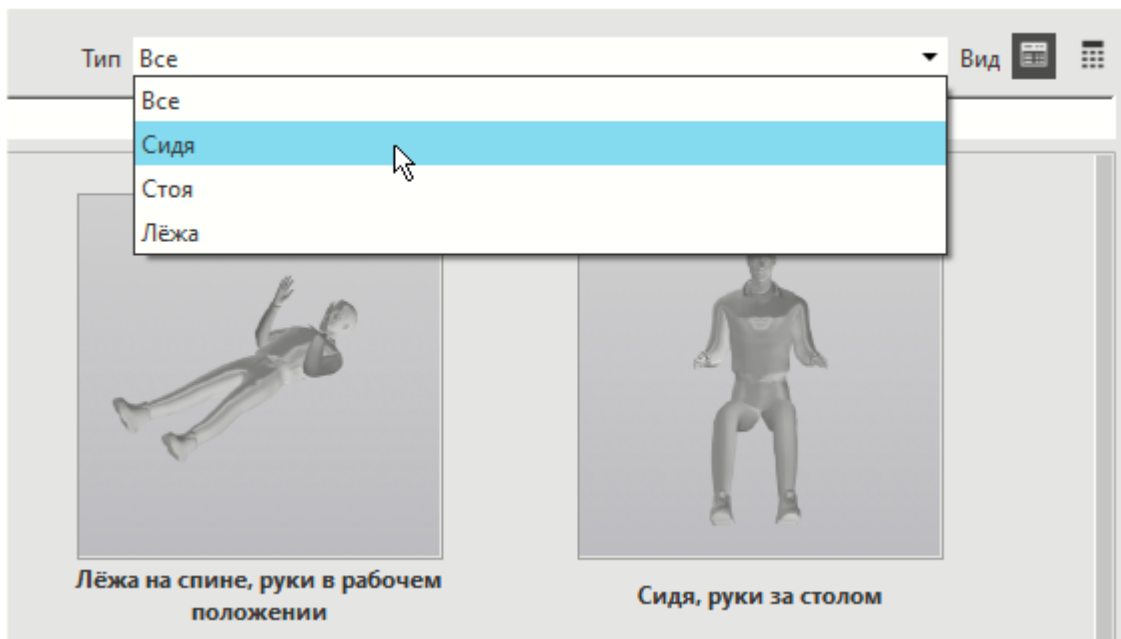 Тип Все Вид
Все
Сидя
Стоя
Лёжа
Лёжа на спине, руки в рабочем
положении
Сидя, руки за столом